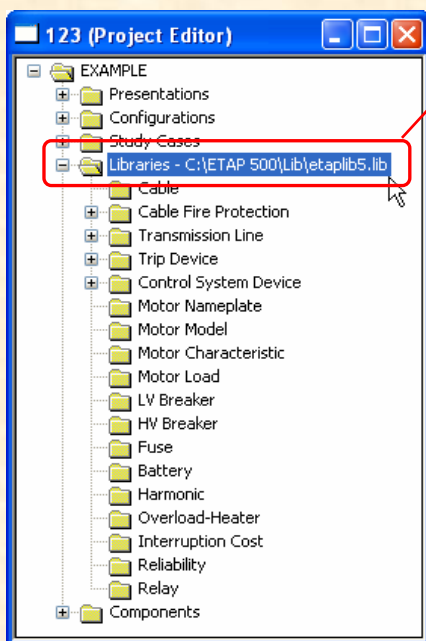 123 (Project Editor)
EXAMPLE
Presentations
Configurations
Study Cases
Libraries - C:\ETAP 500\Lib\etaplib5.lib
Cable
Cable Fire Protection
Transmission Line
Trip Device
Control System Device
Motor Nameplate
Motor Model
Motor Characteristic
Motor Load
LV Breaker
HV Breaker
Fuse
Battery
Harmonic
Overload-Heater
Interruption Cost
Reliability
Relay
Components